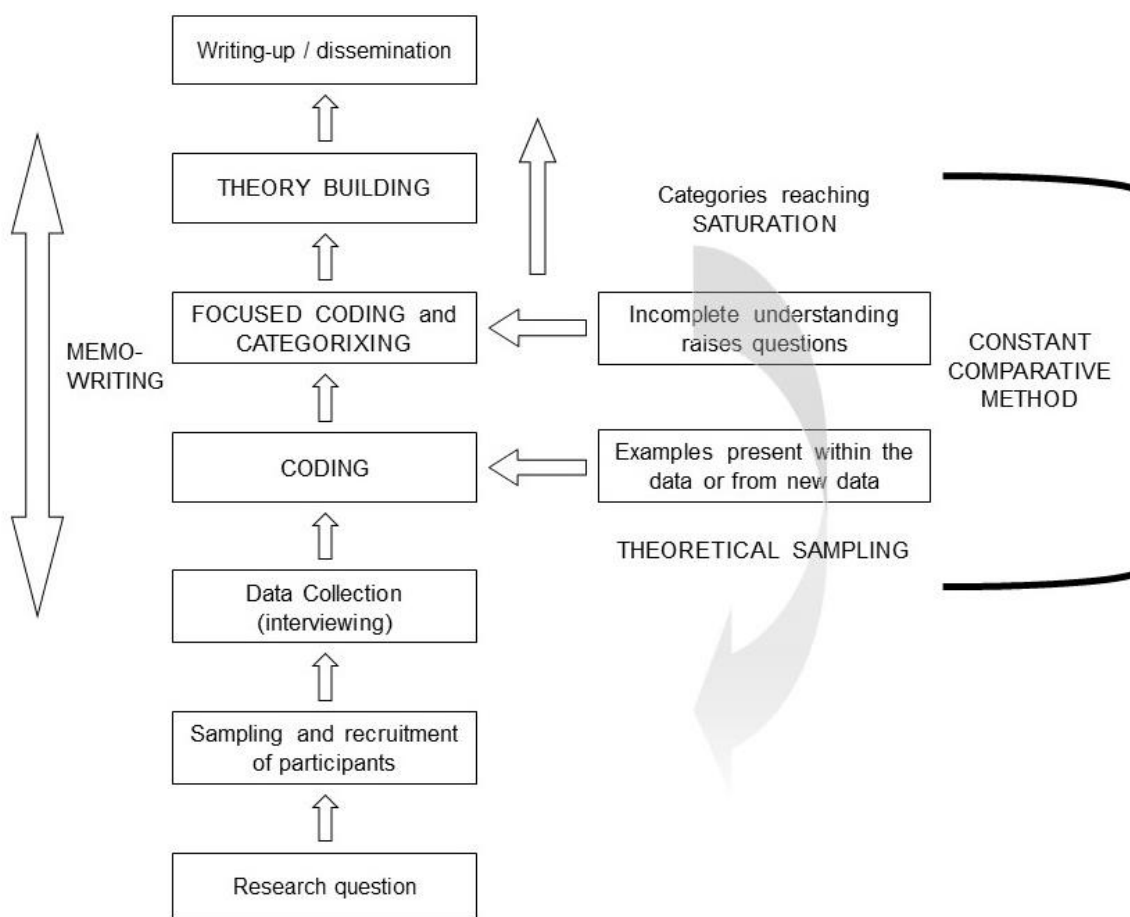 Writing-up / dissemination
THEORY BUILDING
Categories reaching
SATURATION
FOCUSED CODING and
CATEGORIXING
Incomplete understanding
raises questions
MEMO-
WRITING
CONSTANT
COMPARATIVE
METHOD
CODING
Examples present within the
data or from new data
THEORETICAL SAMPLING
Data Collection
(interviewing)
Sampling and recruitment
of participants
Research question